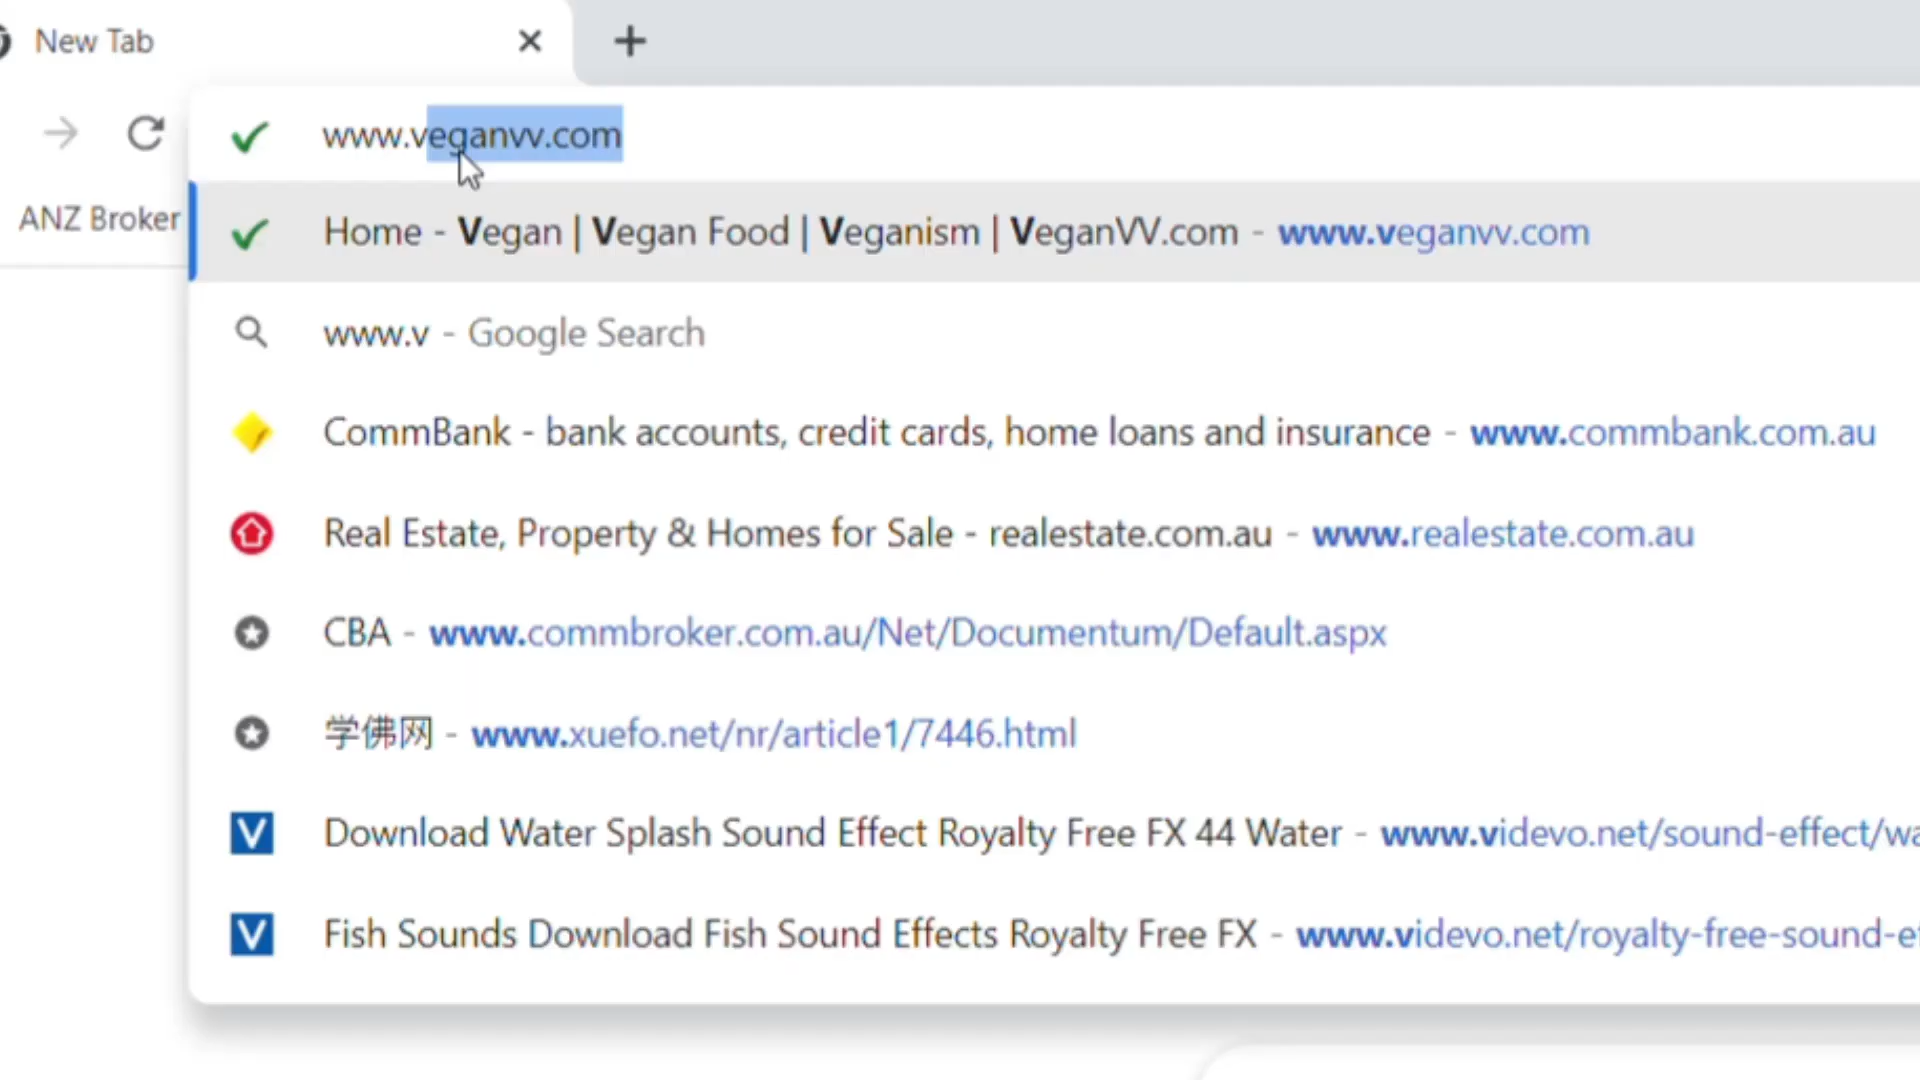 New Tab
www.veganvv.com
ANZ Broker
Home - Vegan | Vegan Food | Veganism | VeganVV.com - www.veganvv.com
www.v - Google Search
CommBank - bank accounts, credit cards, home loans and insurance - www.commbank.com.au
Real Estate, Property & Homes for Sale - realestate.com.au - www.realestate.com.au
CBA - www.commbroker.com.au/Net/Documentum/Default.aspx
学佛网 - www.xuefo.net/nr/article1/7446.html
V Download Water Splash Sound Effect Royalty Free FX 44 Water - www.videvo.net/sound-effect/wa
V Fish Sounds Download Fish Sound Effects Royalty Free FX - www.videvo.net/royalty-free-sound-ef